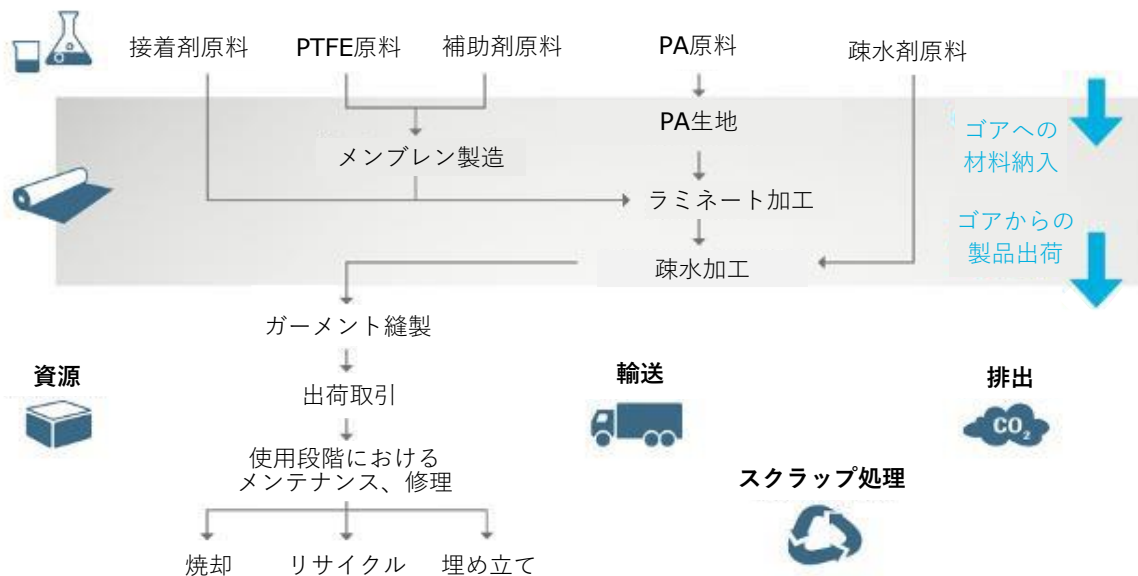 接着剤原料
PTFE原料
補助剤原料
PA原料
疎水剤原料
PA生地
ゴアへの
材料納入
メンブレン製造
ラミネート加工
ゴアからの
製品出荷
疎水加工
ガーメント縫製
資源
輸送
排出
出荷取引
CO₂
使用段階における
メンテナンス、修理
スクラップ処理
焼却
リサイクル
埋め立て